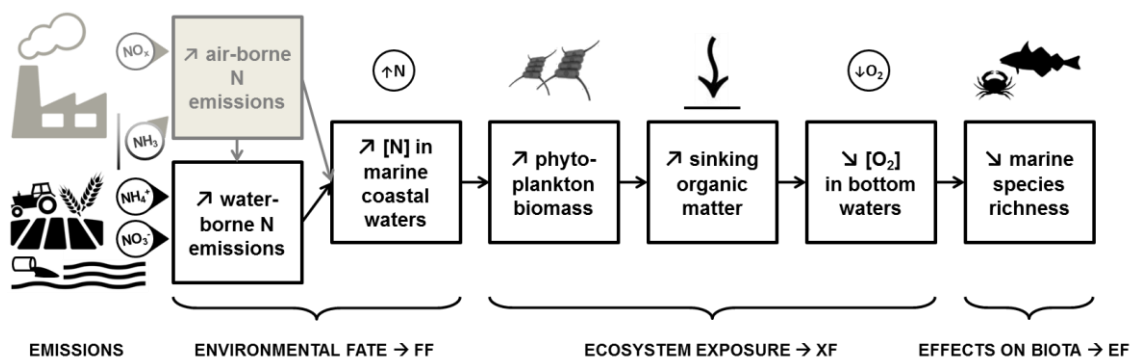 NOₓ
↗ air-borne
N
emissions
NH₃
↑N
↓O₂
NH₄⁺
NO₃⁻
↗ water-
borne N
emissions
↗ [N] in
marine
coastal
waters
↗ phyto-
plankton
biomass
↗ sinking
organic
matter
↘ [O₂]
in bottom
waters
↘ marine
species
richness
EMISSIONS
ENVIRONMENTAL FATE → FF
ECOSYSTEM EXPOSURE → XF
EFFECTS ON BIOTA → EF